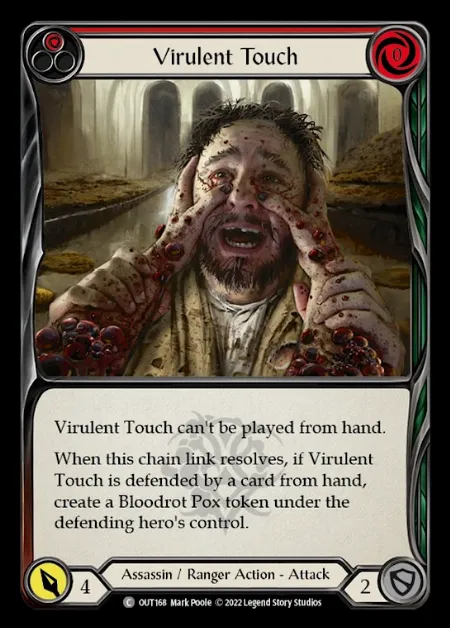 Virulent Touch
0
Virulent Touch can't be played from hand.
When this chain link resolves, if Virulent
Touch is defended by a card from hand,
create a Bloodrot Pox token under the
defending hero's control.
4
Assassin / Ranger Action - Attack
2
C OUT168 Mark Poole © 2022 Legend Story Studios